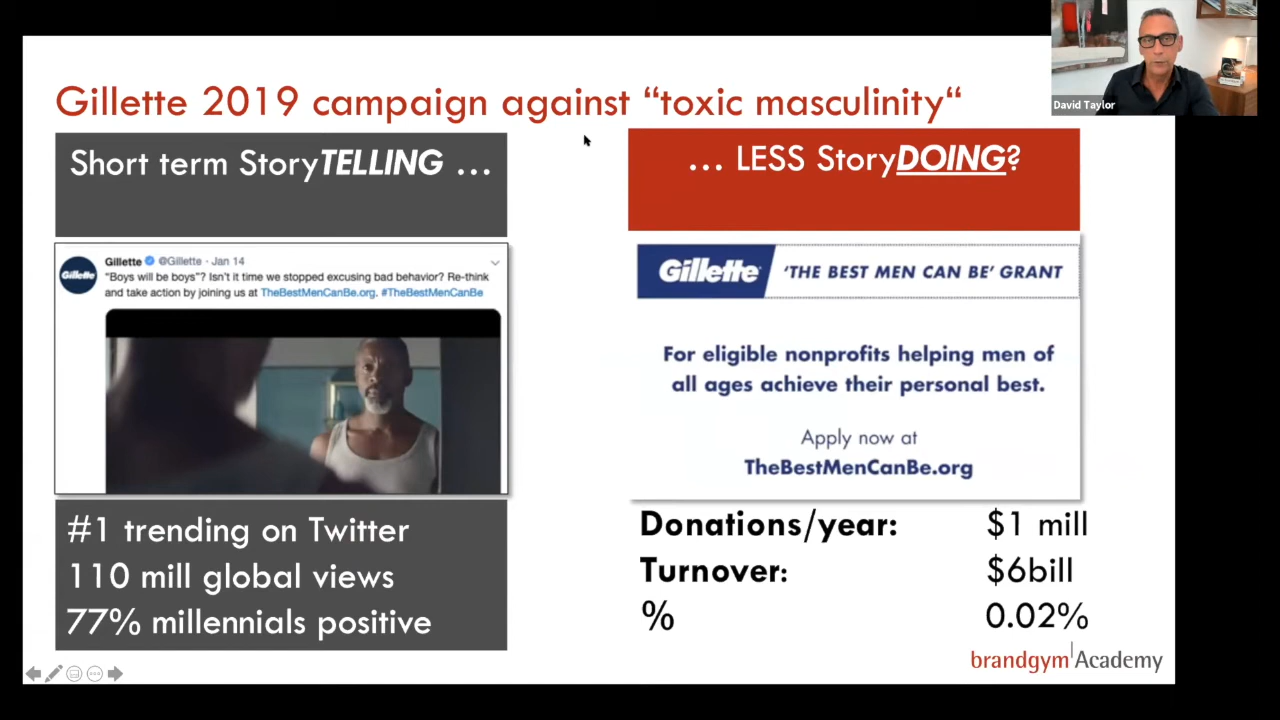 David Taylor
Gillette 2019 campaign against “toxic masculinity“
Short term StoryTELLING …
Gillette
Gillette @Gillette · Jan 14
"Boys will be boys"? Isn't it time we stopped excusing bad behavior? Re-think
and take action by joining us at TheBestMenCanBe.org. #TheBestMenCanBe
#1 trending on Twitter
110 mill global views
77% millennials positive
… LESS StoryDOING?
Gillette 'THE BEST MEN CAN BE' GRANT
For eligible nonprofits helping men of
all ages achieve their personal best.
Apply now at
TheBestMenCanBe.org
Donations/year: $1 mill
Turnover: $6bill
% 0.02%
brandgym Academy